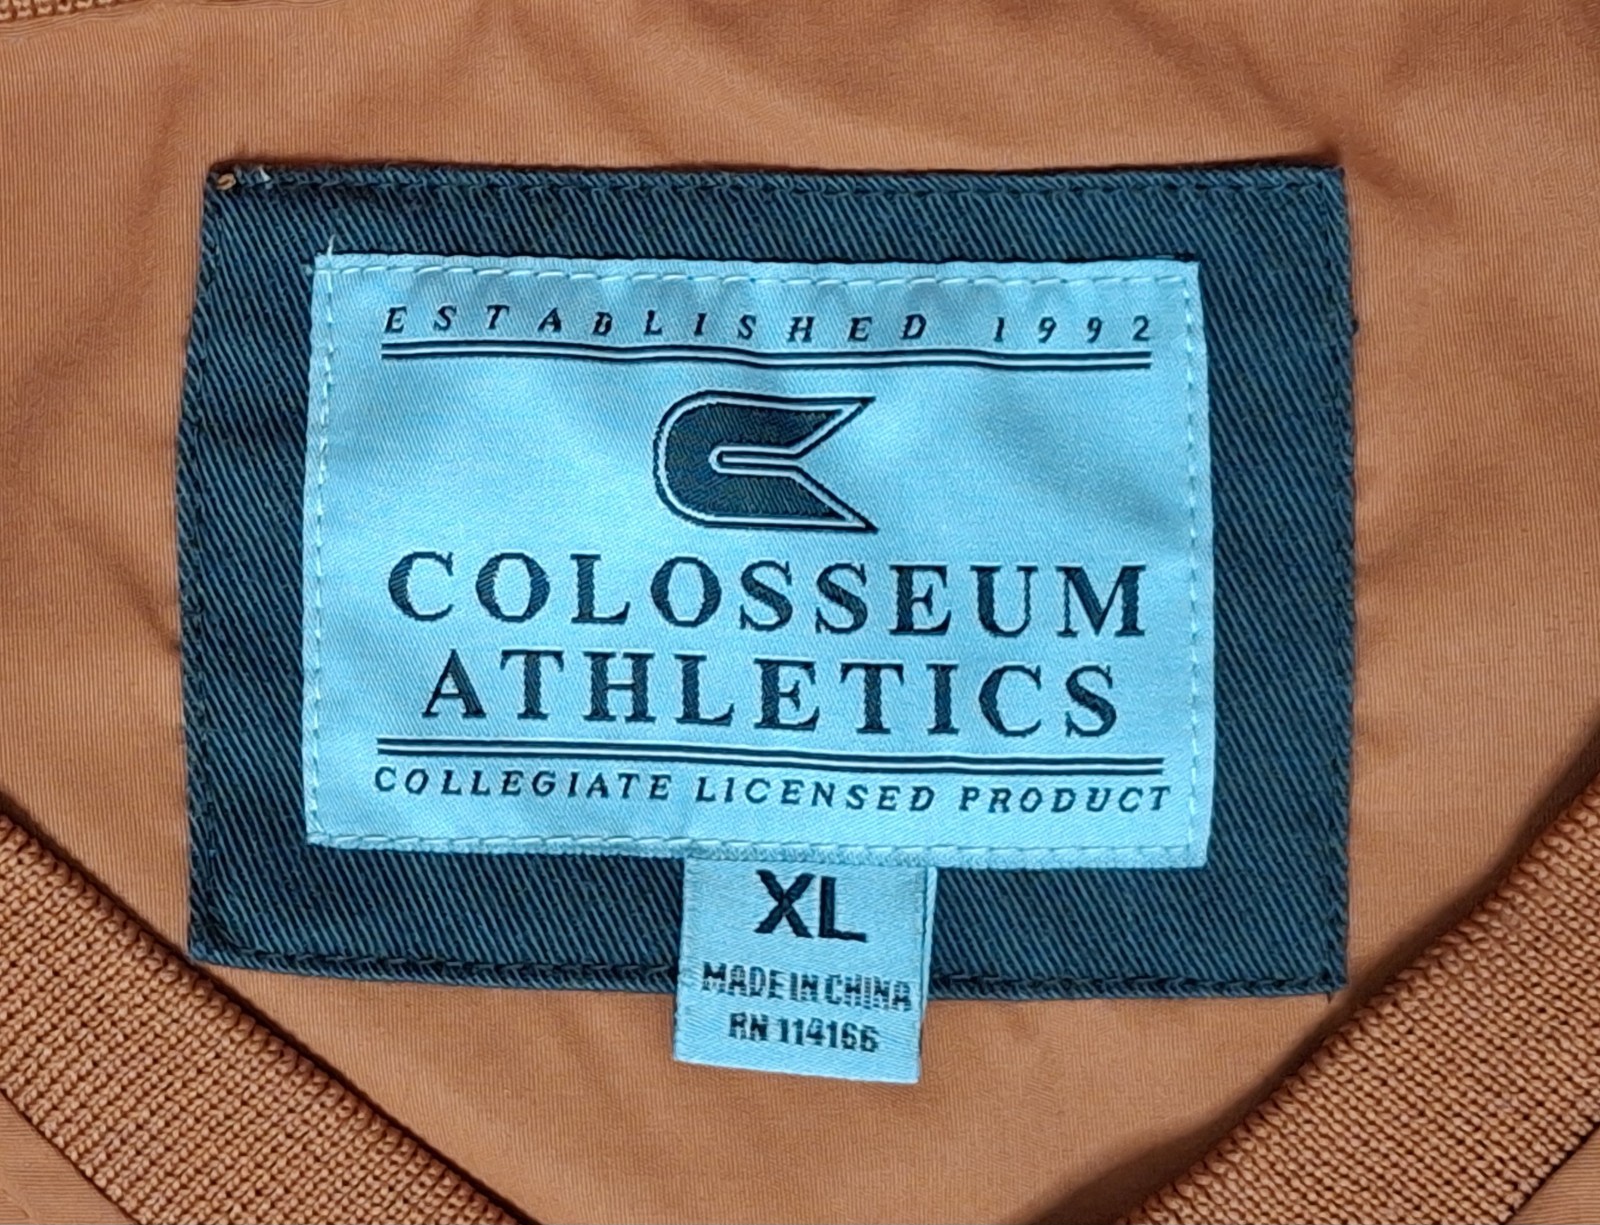 ESTABLISHED 1992
COLOSSEUM
ATHLETICS
COLLEGIATE LICENSED PRODUCT
XL
MADE IN CHINA
RN 114166